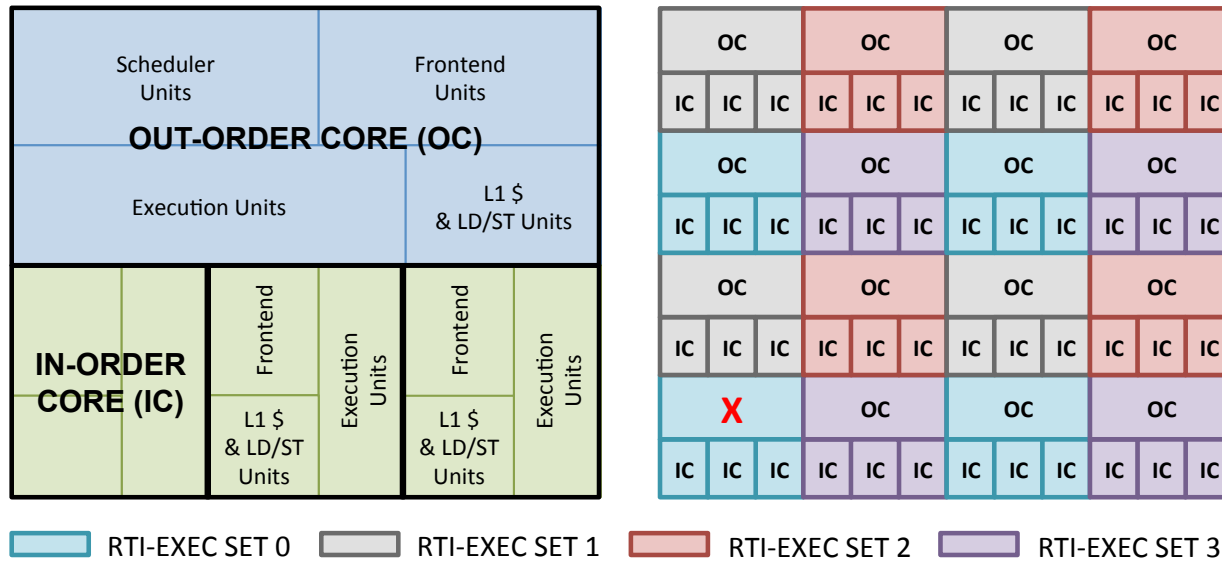 Scheduler
Units
Frontend
Units
OUT-ORDER CORE (OC)
Execution Units
L1 $
& LD/ST Units
IN-ORDER
CORE (IC)
Frontend
L1 $
& LD/ST
Units
Execution
Units
Frontend
L1 $
& LD/ST
Units
Execution
Units
OC OC OC OC
IC IC IC IC IC IC IC IC IC IC IC IC
OC OC OC OC
IC IC IC IC IC IC IC IC IC IC IC IC
OC OC OC OC
IC IC IC IC IC IC IC IC IC IC IC IC
X OC OC OC
IC IC IC IC IC IC IC IC IC IC IC IC
RTI-EXEC SET 0 RTI-EXEC SET 1 RTI-EXEC SET 2 RTI-EXEC SET 3